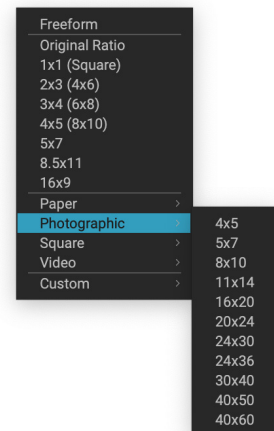 Freeform
Original Ratio
1x1 (Square)
2x3 (4x6)
3x4 (6x8)
4x5 (8x10)
5x7
8.5x11
16x9
Paper
Photographic
Square
Video
Custom
4x5
5x7
8x10
11x14
16x20
20x24
24x30
24x36
30x40
40x50
40x60